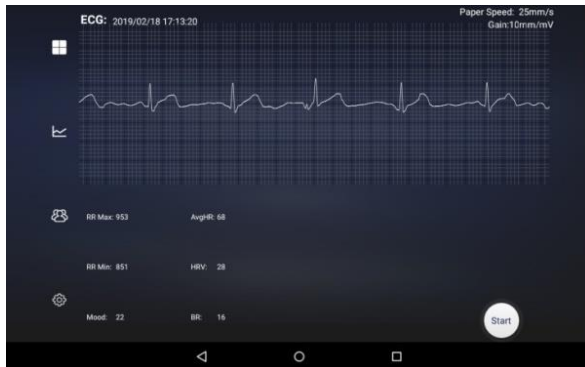 Paper Speed: 25mm/s
ECG: 2019/02/18 17:13:20
Gain:10mm/mV
RR Max: 953
AvgHR: 68
RR Min: 851
HRV: 28
Mood: 22
BR: 16
Start